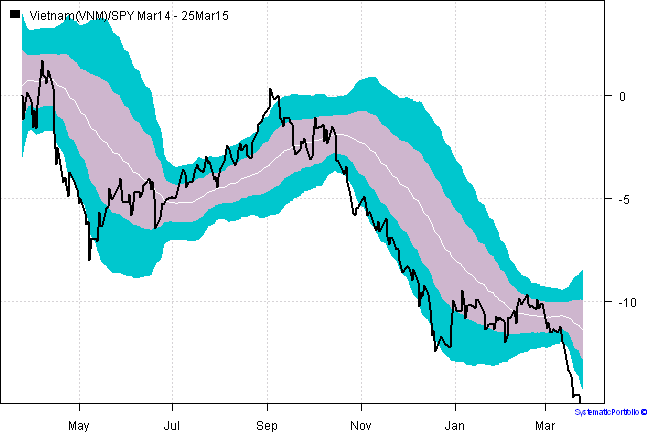 Vietnam(VNM)/SPY Mar14 - 25Mar15
0
-5
-10
May Jul Sep Nov Jan Mar
SystematicPortfolio ©